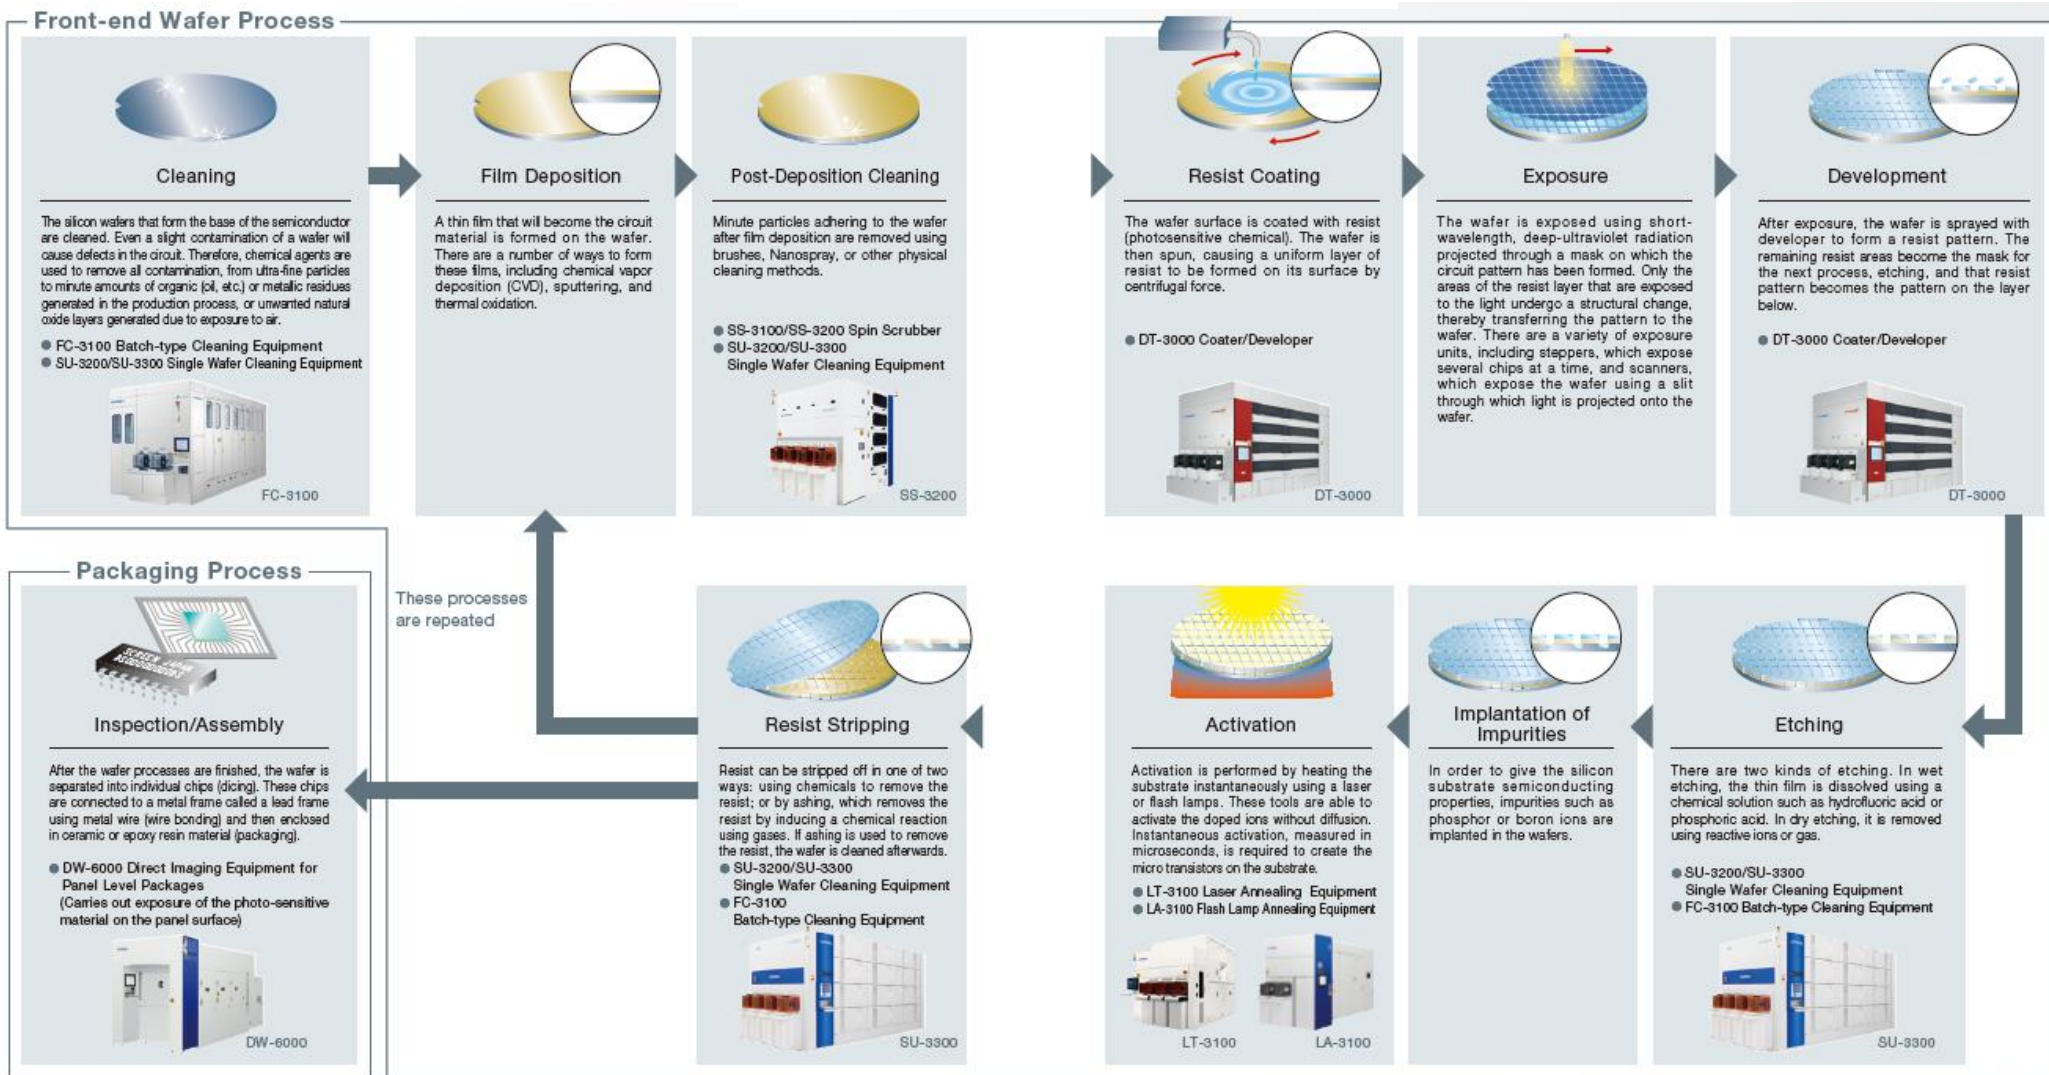 Front-end Wafer Process
Cleaning
The silicon wafers that form the base of the semiconductor
are cleaned. Even a slight contamination of a wafer will
cause defects in the circuit. Therefore, chemical agents are
used to remove all contamination, from ultra-fine particles
to minute amounts of organic (oil, etc.) or metallic residues
generated in the production process, or unwanted natural
oxide layers generated due to exposure to air.
● FC-3100 Batch-type Cleaning Equipment
● SU-3200/SU-3300 Single Wafer Cleaning Equipment
FC-3100
Film Deposition
A thin film that will become the circuit
material is formed on the wafer.
There are a number of ways to form
these films, including chemical vapor
deposition (CVD), sputtering, and
thermal oxidation.
Post-Deposition Cleaning
Minute particles adhering to the wafer
after film deposition are removed using
brushes, Nanospray, or other physical
cleaning methods.
● SS-3100/SS-3200 Spin Scrubber
● SU-3200/SU-3300
Single Wafer Cleaning Equipment
SS-3200
Resist Coating
The wafer surface is coated with resist
(photosensitive chemical). The wafer is
then spun, causing a uniform layer of
resist to be formed on its surface by
centrifugal force.
● DT-3000 Coater/Developer
DT-3000
Exposure
The wafer is exposed using short-
wavelength, deep-ultraviolet radiation
projected through a mask on which the
circuit pattern has been formed. Only the
areas of the resist layer that are exposed
to the light undergo a structural change,
thereby transferring the pattern to the
wafer. There are a variety of exposure
units, including steppers, which expose
several chips at a time, and scanners,
which expose the wafer using a slit
through which light is projected onto the
wafer.
Development
After exposure, the wafer is sprayed with
developer to form a resist pattern. The
remaining resist areas become the mask for
the next process, etching, and that resist
pattern becomes the pattern on the layer
below.
● DT-3000 Coater/Developer
DT-3000
Etching
There are two kinds of etching. In wet
etching, the thin film is dissolved using a
chemical solution such as hydrofluoric acid or
phosphoric acid. In dry etching, it is removed
using reactive ions or gas.
● SU-3200/SU-3300
Single Wafer Cleaning Equipment
● FC-3100 Batch-type Cleaning Equipment
SU-3300
Implantation of
Impurities
In order to give the silicon
substrate semiconducting
properties, impurities such as
phosphor or boron ions are
implanted in the wafers.
Activation
Activation is performed by heating the
substrate instantaneously using a laser
or flash lamps. These tools are able to
activate the doped ions without diffusion.
Instantaneous activation, measured in
microseconds, is required to create the
micro transistors on the substrate.
● LT-3100 Laser Annealing Equipment
● LA-3100 Flash Lamp Annealing Equipment
LT-3100
LA-3100
Resist Stripping
Resist can be stripped off in one of two
ways: using chemicals to remove the
resist; or by ashing, which removes the
resist by inducing a chemical reaction
using gases. If ashing is used to remove
the resist, the wafer is cleaned afterwards.
● SU-3200/SU-3300
Single Wafer Cleaning Equipment
● FC-3100
Batch-type Cleaning Equipment
SU-3300
These processes
are repeated
Packaging Process
SCREEN JAPAN
Inspection/Assembly
After the wafer processes are finished, the wafer is
separated into individual chips (dicing). These chips
are connected to a metal frame called a lead frame
using metal wire (wire bonding) and then enclosed
in ceramic or epoxy resin material (packaging).
● DW-6000 Direct Imaging Equipment for
Panel Level Packages
(Carries out exposure of the photo-sensitive
material on the panel surface)
DW-6000